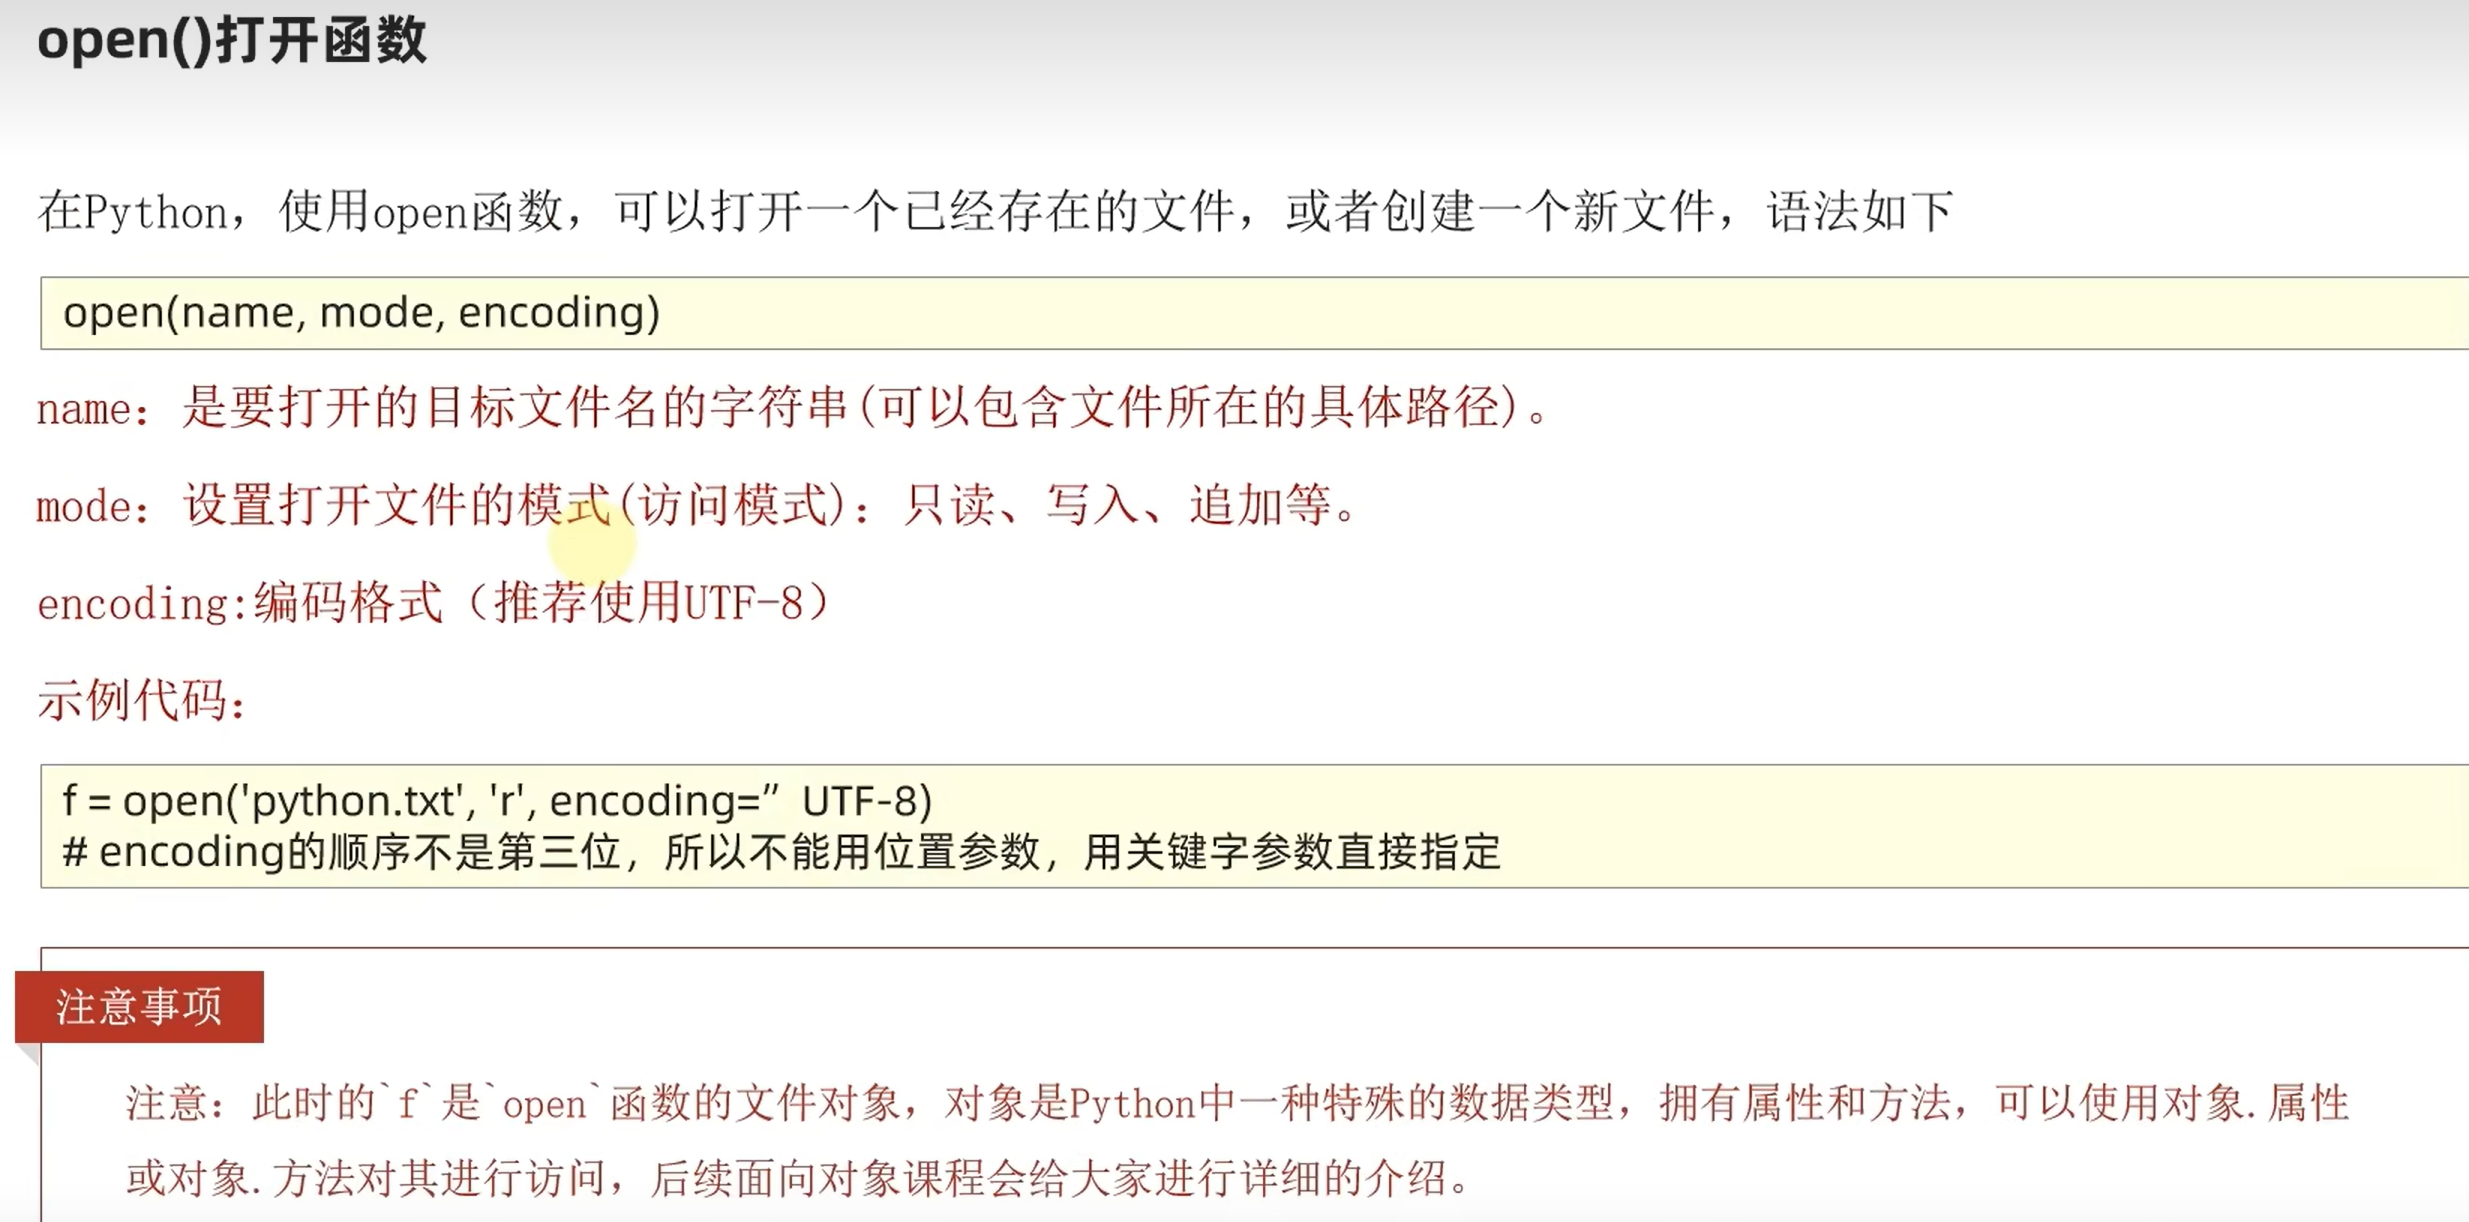 open()打开函数
在Python，使用open函数，可以打开一个已经存在的文件，或者创建一个新文件，语法如下
open(name, mode, encoding)
name：是要打开的目标文件名的字符串(可以包含文件所在的具体路径)。
mode：设置打开文件的模式(访问模式)：只读、写入、追加等。
encoding:编码格式（推荐使用UTF-8）
示例代码：
f = open('python.txt', 'r', encoding=” UTF-8)
# encoding的顺序不是第三位，所以不能用位置参数，用关键字参数直接指定
注意事项
注意：此时的`f`是`open`函数的文件对象，对象是Python中一种特殊的数据类型，拥有属性和方法，可以使用对象.属性
或对象.方法对其进行访问，后续面向对象课程会给大家进行详细的介绍。